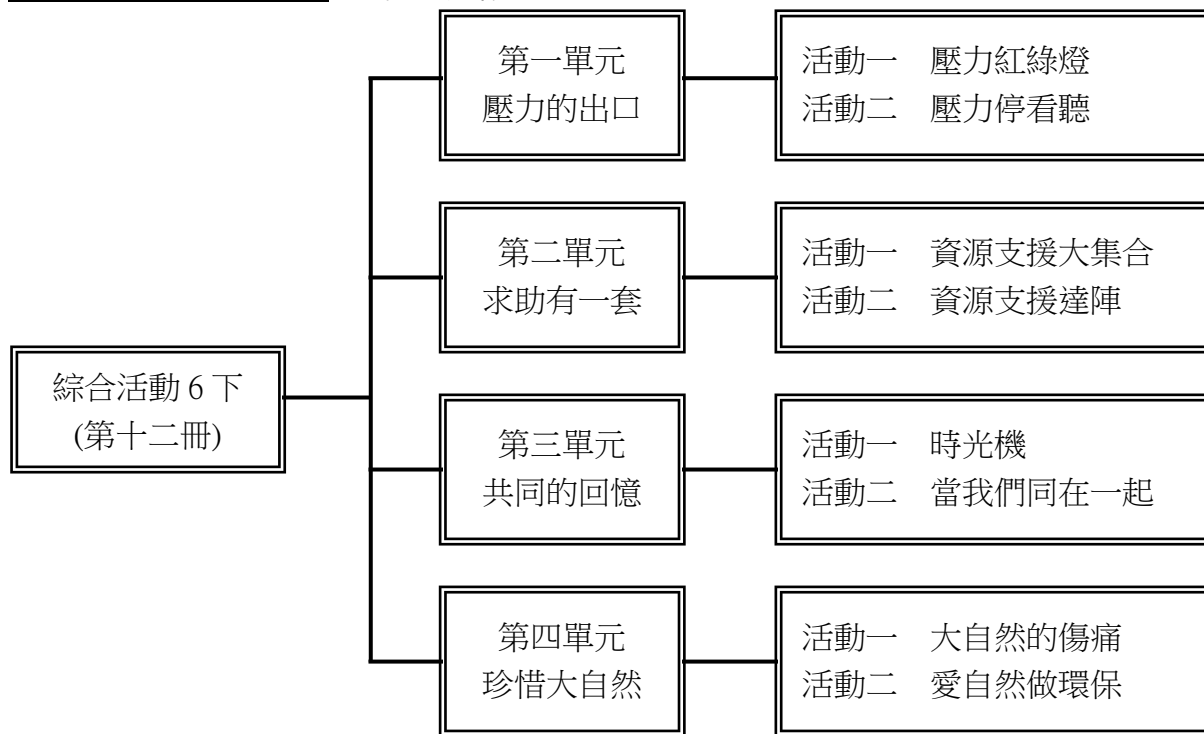 綜合活動 6 下
(第十二冊)
第一單元
壓力的出口
活動一　壓力紅綠燈
活動二　壓力停看聽
第二單元
求助有一套
活動一　資源支援大集合
活動二　資源支援達陣
第三單元
共同的回憶
活動一　時光機
活動二　當我們同在一起
第四單元
珍惜大自然
活動一　大自然的傷痛
活動二　愛自然做環保